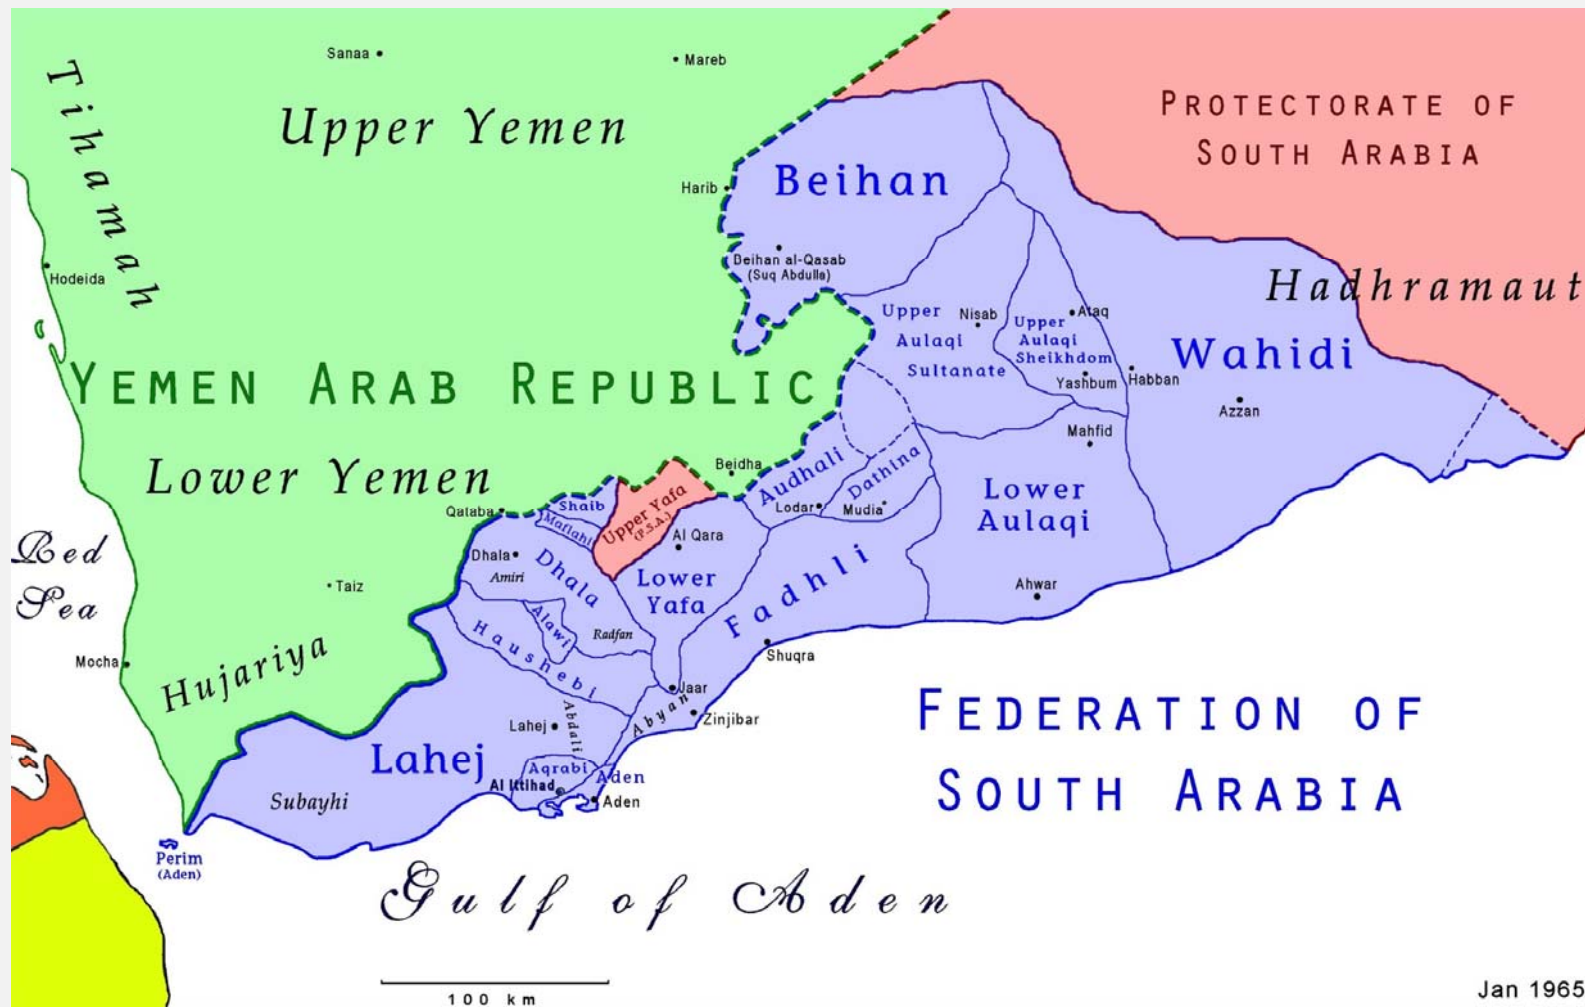 Tihamah
Sanaa
Mareb
Upper Yemen
PROTECTORATE OF
SOUTH ARABIA
Beihan
Harib
Beihan al-Qasab
(Suq Abdulla)
Hodeida
Hadhramaut
Upper
Aulaqi
Sultanate
Nisab
Upper
Aulaqi
Sheikhdom
Ataq
Yashbum
Habban
Wahidi
Azzan
YEMEN ARAB REPUBLIC
Mahfid
Lower Yemen
Beidha
Audhali
Dathina
Lodar
Mudia
Lower
Aulaqi
Qataba
Shaib
Maflahi
Upper Yafa
(P.S.A.)
Al Qara
Red
Sea
Dhala
Amiri
Dhala
Lower
Yafa
Fadhli
Ahwar
Taiz
Alawi
Radfan
Haushebi
Shuqra
Mocha
Hujariya
Jaar
Abyan
Zinjibar
Lahej
Abdali
FEDERATION OF
SOUTH ARABIA
Lahej
Aqrabi
Aden
Al Ittihad
Aden
Subayhi
Perim
(Aden)
Gulf of Aden
100 km
Jan 1965